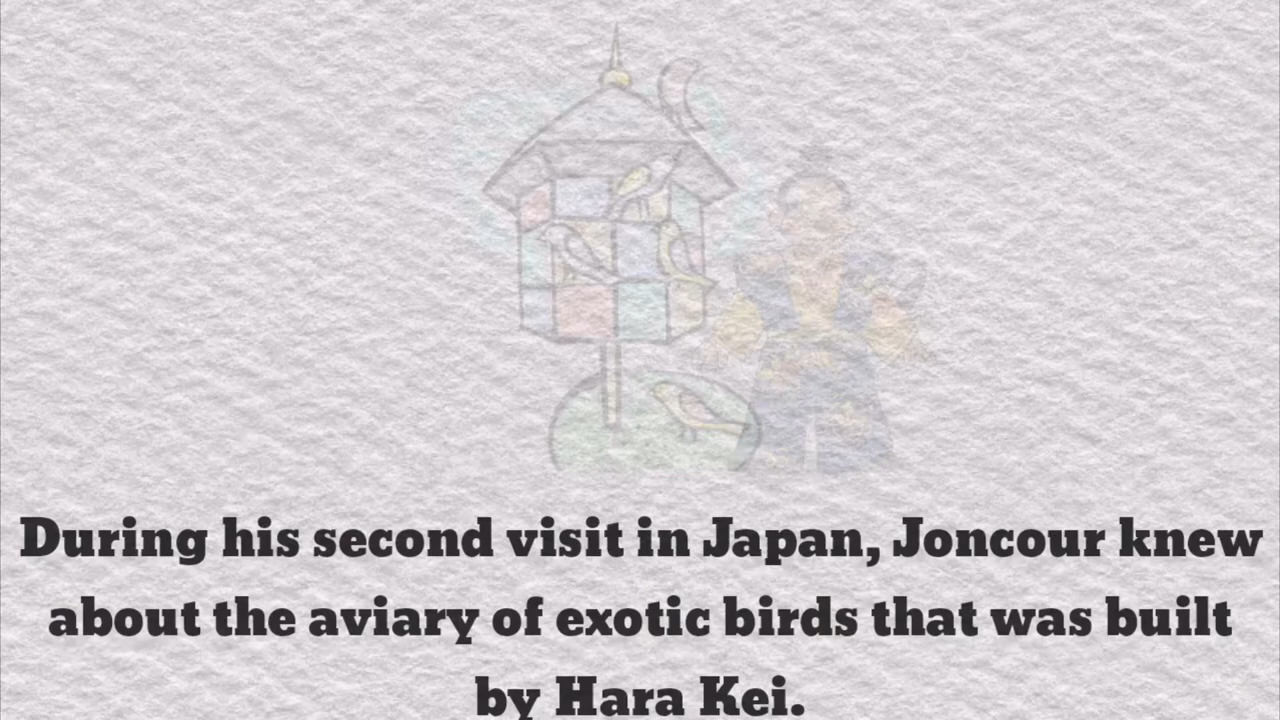 During his second visit in Japan, Joncour knew
about the aviary of exotic birds that was built
by Hara Kei.